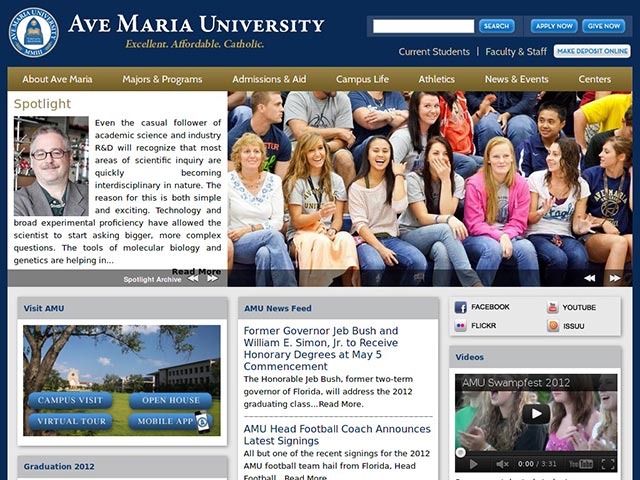 AVE MARIA UNIVERSITY
MMIII
AVE MARIA UNIVERSITY
Excellent. Affordable. Catholic.
SEARCH
APPLY NOW
GIVE NOW
Current Students | Faculty & Staff
MAKE DEPOSIT ONLINE
About Ave Maria
Majors & Programs
Admissions & Aid
Campus Life
Athletics
News & Events
Centers
Spotlight
Even the casual follower of
academic science and industry
R&D will recognize that most
areas of scientific inquiry are
quickly becoming
interdisciplinary in nature. The
reason for this is both simple
and exciting. Technology and
broad experimental proficiency have allowed the
scientist to start asking bigger, more complex
questions. The tools of molecular biology and
genetics are helping in...
Read More
Spotlight Archive
Visit AMU
CAMPUS VISIT
OPEN HOUSE
VIRTUAL TOUR
MOBILE APP
Graduation 2012
AMU News Feed
Former Governor Jeb Bush and
William E. Simon, Jr. to Receive
Honorary Degrees at May 5
Commencement
The Honorable Jeb Bush, former two-term
governor of Florida, will address the 2012
graduating class...Read More.
AMU Head Football Coach Announces
Latest Signings
All but one of the recent signings for the 2012
AMU football team hail from Florida, Head
Football...Read More.
FACEBOOK
YOUTUBE
FLICKR
ISSUU
Videos
AMU Swampfest 2012
0:00 / 3:31
YouTube